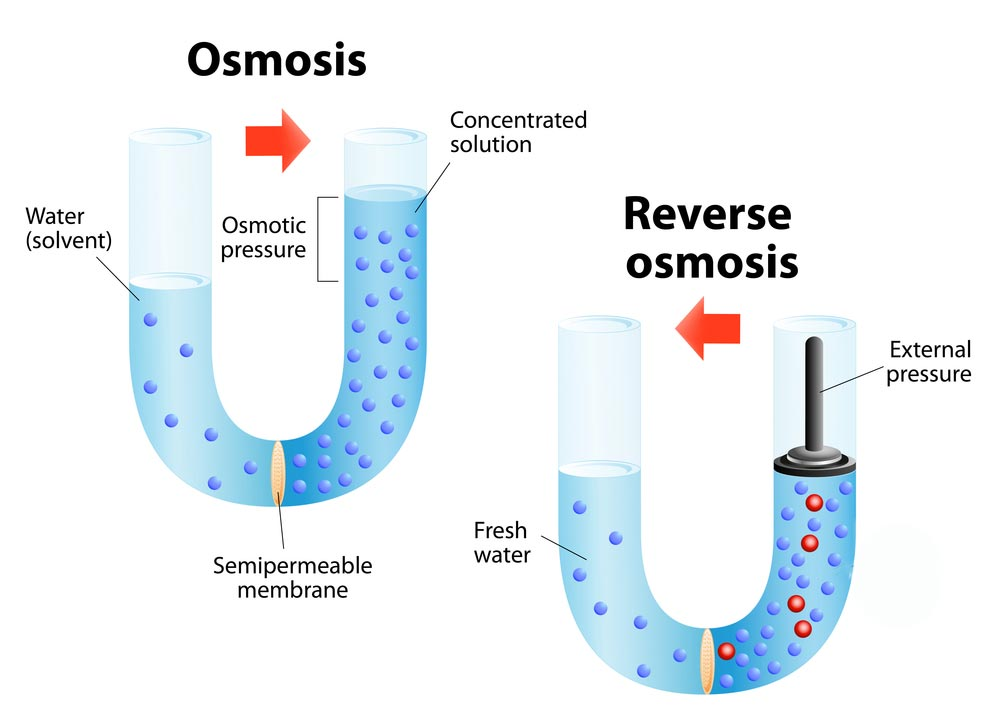 Osmosis
Concentrated
solution
Water
(solvent)
Osmotic
pressure
Semipermeable
membrane
Reverse
osmosis
External
pressure
Fresh
water